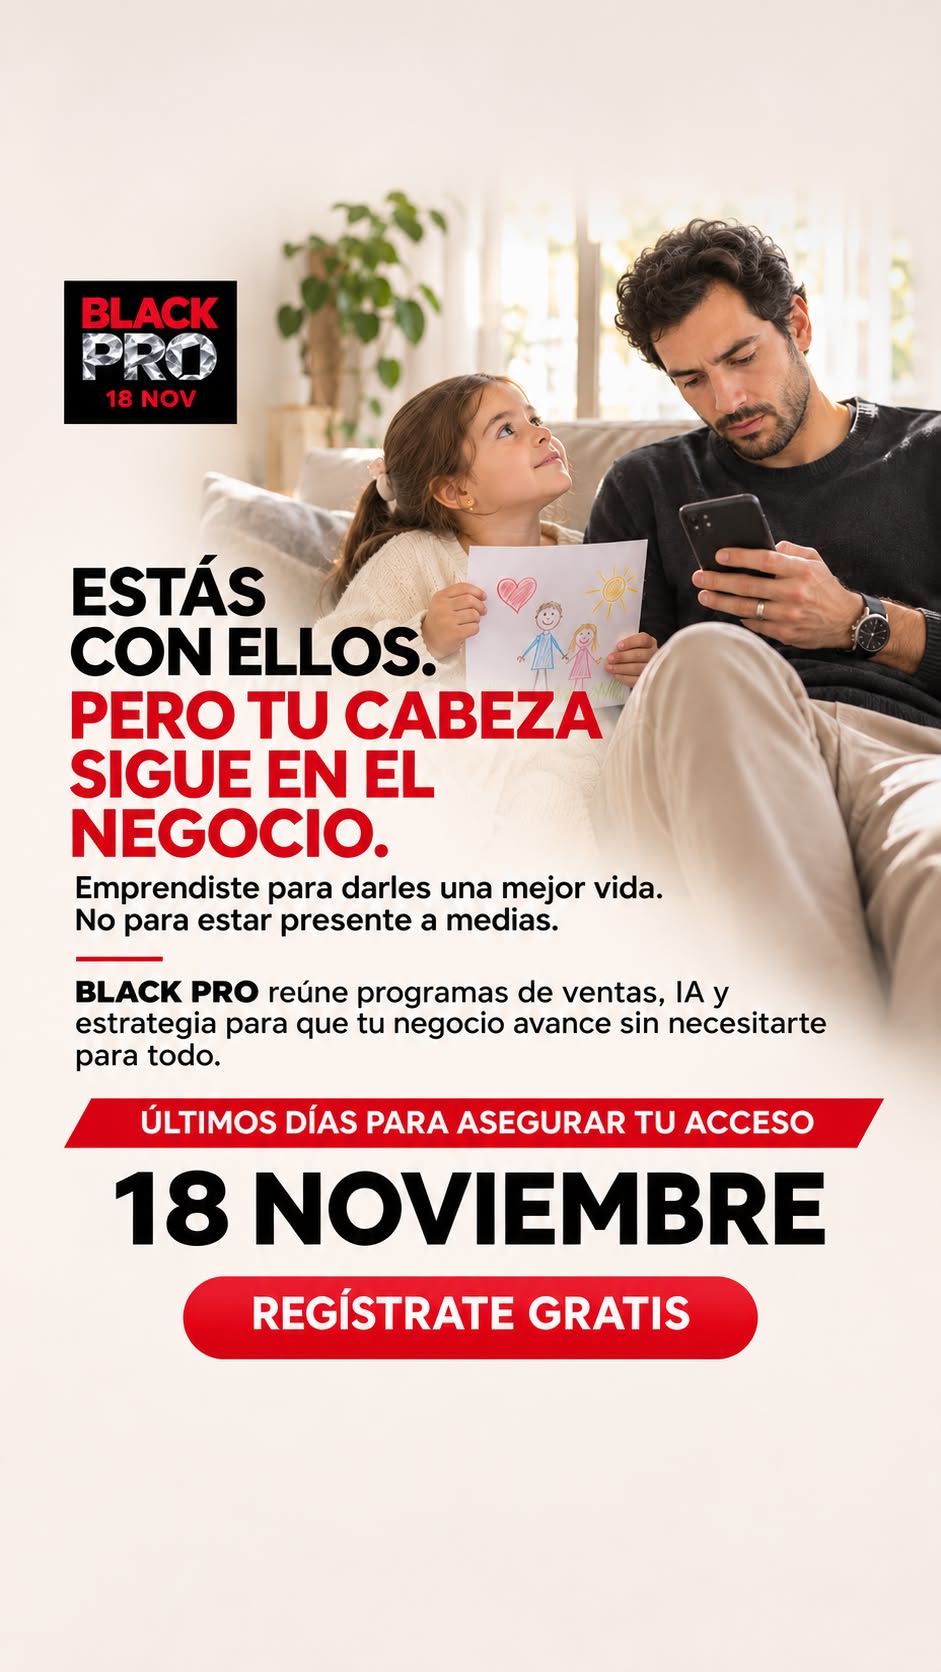 BLACK
PRO
18 NOV
ESTÁS
CON ELLOS.
PERO TU CABEZA
SIGUE EN EL
NEGOCIO.
Emprendiste para darles una mejor vida.
No para estar presente a medias.
BLACK PRO reúne programas de ventas, IA y
estrategia para que tu negocio avance sin necesitarte
para todo.
ÚLTIMOS DÍAS PARA ASEGURAR TU ACCESO
18 NOVIEMBRE
REGÍSTRATE GRATIS